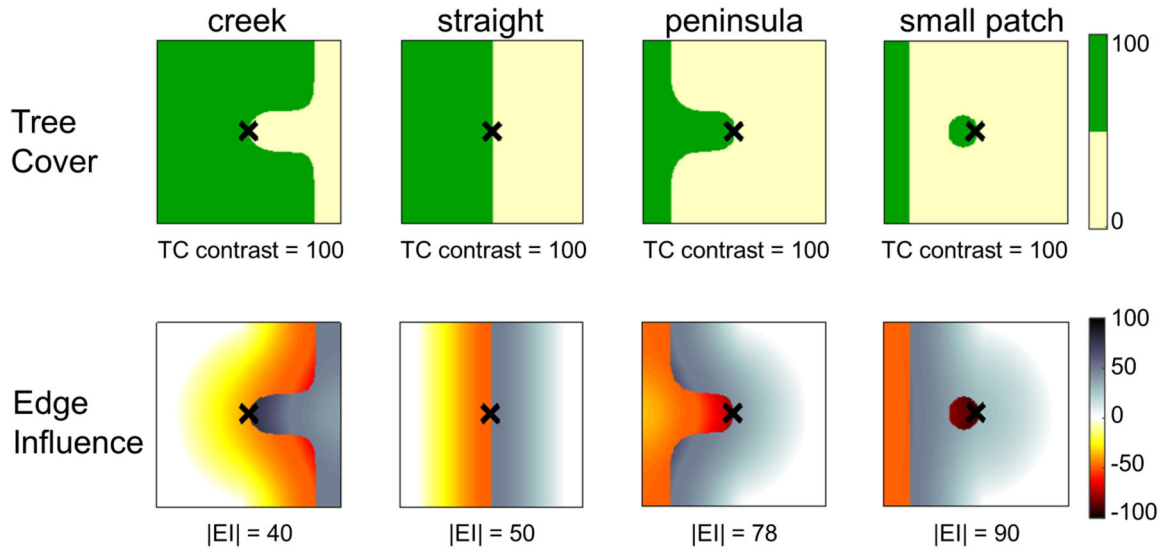 creek straight peninsula small patch
Tree
Cover
100
0
TC contrast = 100 TC contrast = 100 TC contrast = 100 TC contrast = 100
Edge
Influence
100
50
0
-50
-100
|EI| = 40 |EI| = 50 |EI| = 78 |EI| = 90